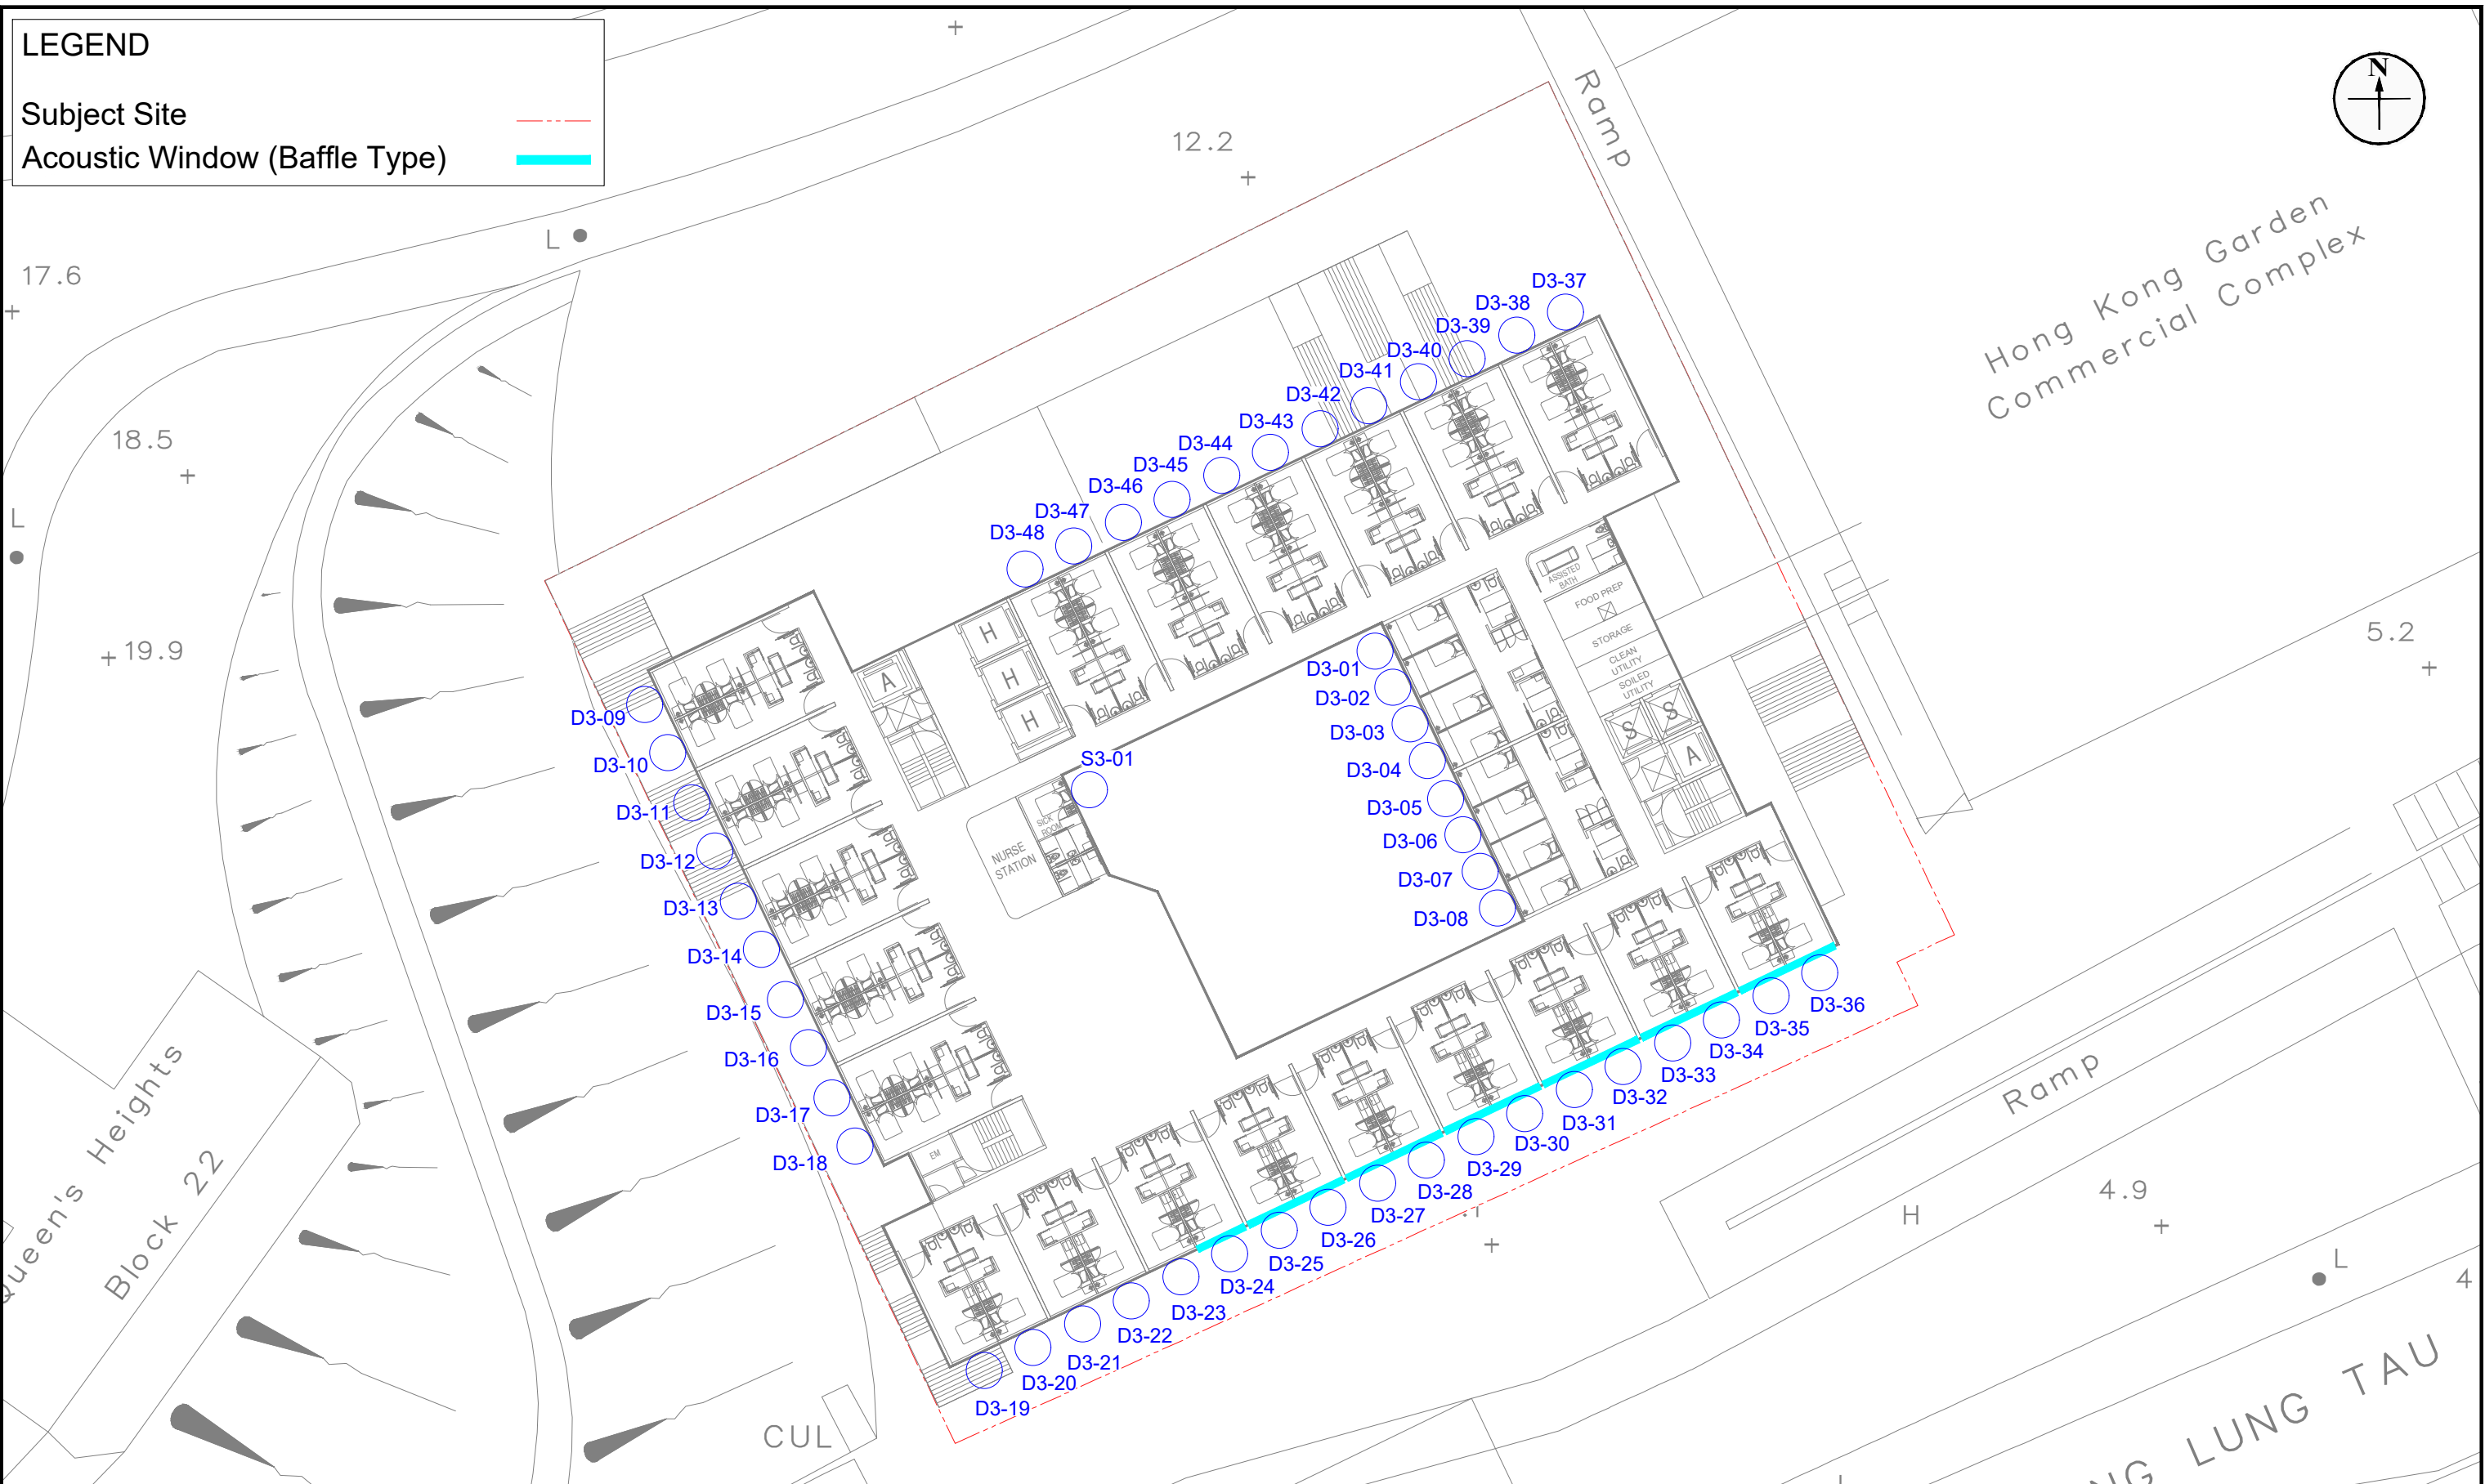 LEGEND
Subject Site
Acoustic Window (Baffle Type)
N
Ramp
12.2
Hong Kong Garden
Commercial Complex
L
17.6
18.5
L
19.9
5.2
D3-37
D3-38
D3-39
D3-40
D3-41
D3-42
D3-43
D3-44
D3-45
D3-46
D3-47
D3-48
H
H
H
A
ASSISTED
BATH
FOOD PREP
STORAGE
CLEAN
UTILITY
SOILED
UTILITY
S
S
A
D3-01
D3-02
D3-03
D3-04
D3-05
D3-06
D3-07
D3-08
S3-01
SICK
ROOM
NURSE
STATION
D3-09
D3-10
D3-11
D3-12
D3-13
D3-14
D3-15
D3-16
D3-17
D3-18
EM
D3-36
D3-35
D3-34
D3-33
D3-32
D3-31
D3-30
D3-29
D3-28
D3-27
D3-26
D3-25
D3-24
D3-23
D3-22
D3-21
D3-20
D3-19
Queen's Heights
Block 22
Ramp
H
4.9
L
4
CUL
LUNG TAU